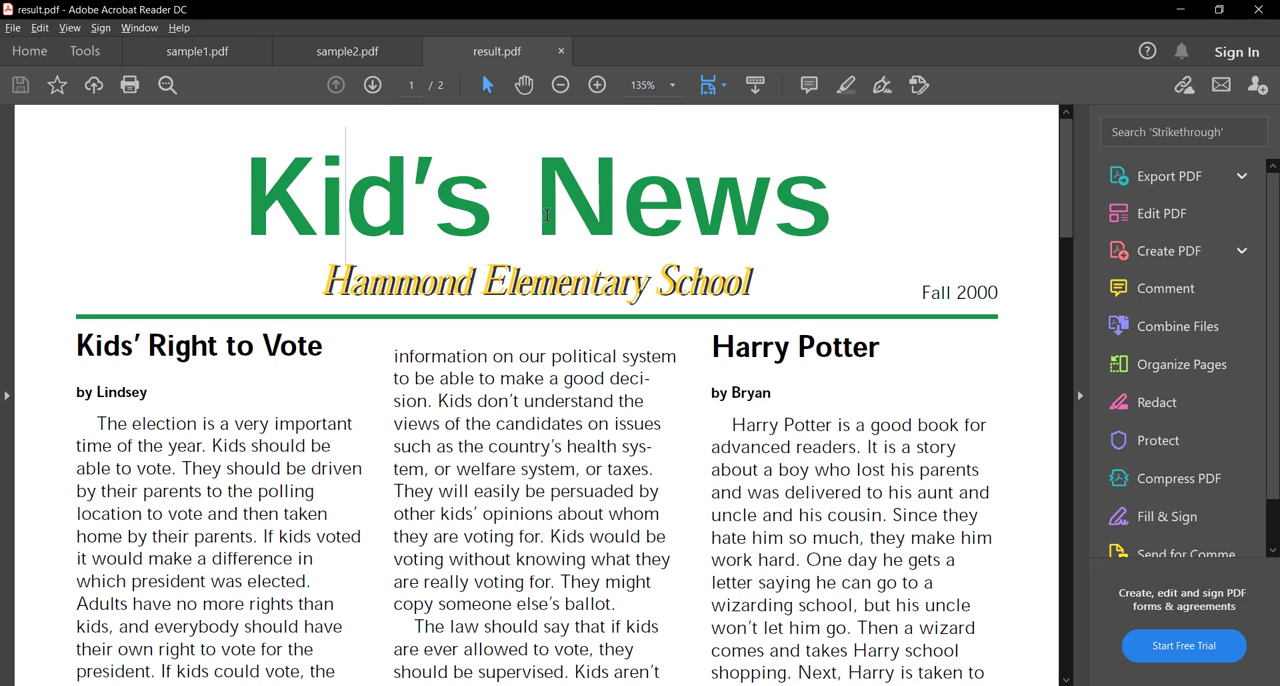 result.pdf - Adobe Acrobat Reader DC
File Edit View Sign Window Help
Home Tools sample1.pdf sample2.pdf result.pdf × Sign In
1 / 2 135%
Kid's News
Hammond Elementary School
Fall 2000
Kids' Right to Vote
by Lindsey
The election is a very important
time of the year. Kids should be
able to vote. They should be driven
by their parents to the polling
location to vote and then taken
home by their parents. If kids voted
it would make a difference in
which president was elected.
Adults have no more rights than
kids, and everybody should have
their own right to vote for the
president. If kids could vote, the
information on our political system
to be able to make a good deci-
sion. Kids don't understand the
views of the candidates on issues
such as the country's health sys-
tem, or welfare system, or taxes.
They will easily be persuaded by
other kids' opinions about whom
they are voting for. Kids would be
voting without knowing what they
are really voting for. They might
copy someone else's ballot.
The law should say that if kids
are ever allowed to vote, they
should be supervised. Kids aren't
Harry Potter
by Bryan
Harry Potter is a good book for
advanced readers. It is a story
about a boy who lost his parents
and was delivered to his aunt and
uncle and his cousin. Since they
hate him so much, they make him
work hard. One day he gets a
letter saying he can go to a
wizarding school, but his uncle
won't let him go. Then a wizard
comes and takes Harry school
shopping. Next, Harry is taken to
Search 'Strikethrough'
Export PDF
Edit PDF
Create PDF
Comment
Combine Files
Organize Pages
Redact
Protect
Compress PDF
Fill & Sign
Send for Comme
Create, edit and sign PDF
forms & agreements
Start Free Trial